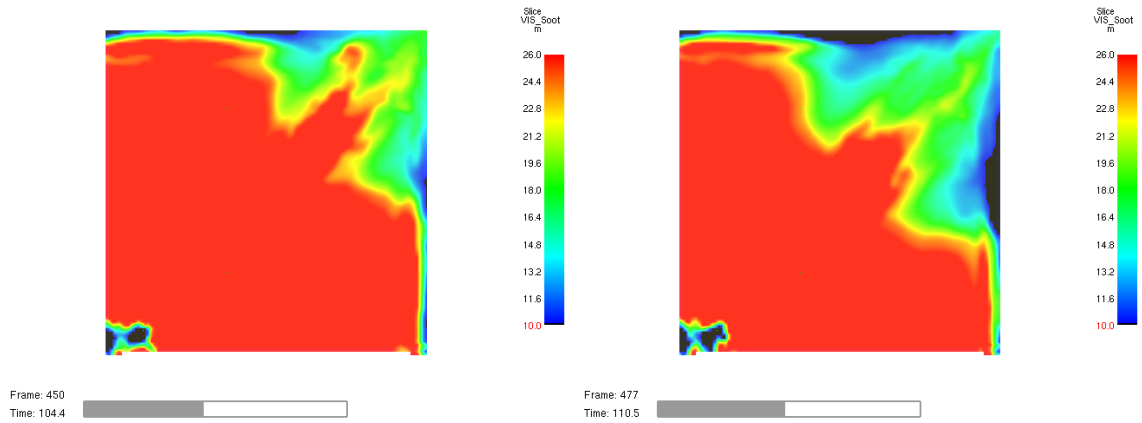 Slice
VIS_Soot
m
26.0
24.4
22.8
21.2
19.6
18.0
16.4
14.8
13.2
11.6
10.0
Frame: 450
Time: 104.4
Slice
VIS_Soot
m
26.0
24.4
22.8
21.2
19.6
18.0
16.4
14.8
13.2
11.6
10.0
Frame: 477
Time: 110.5